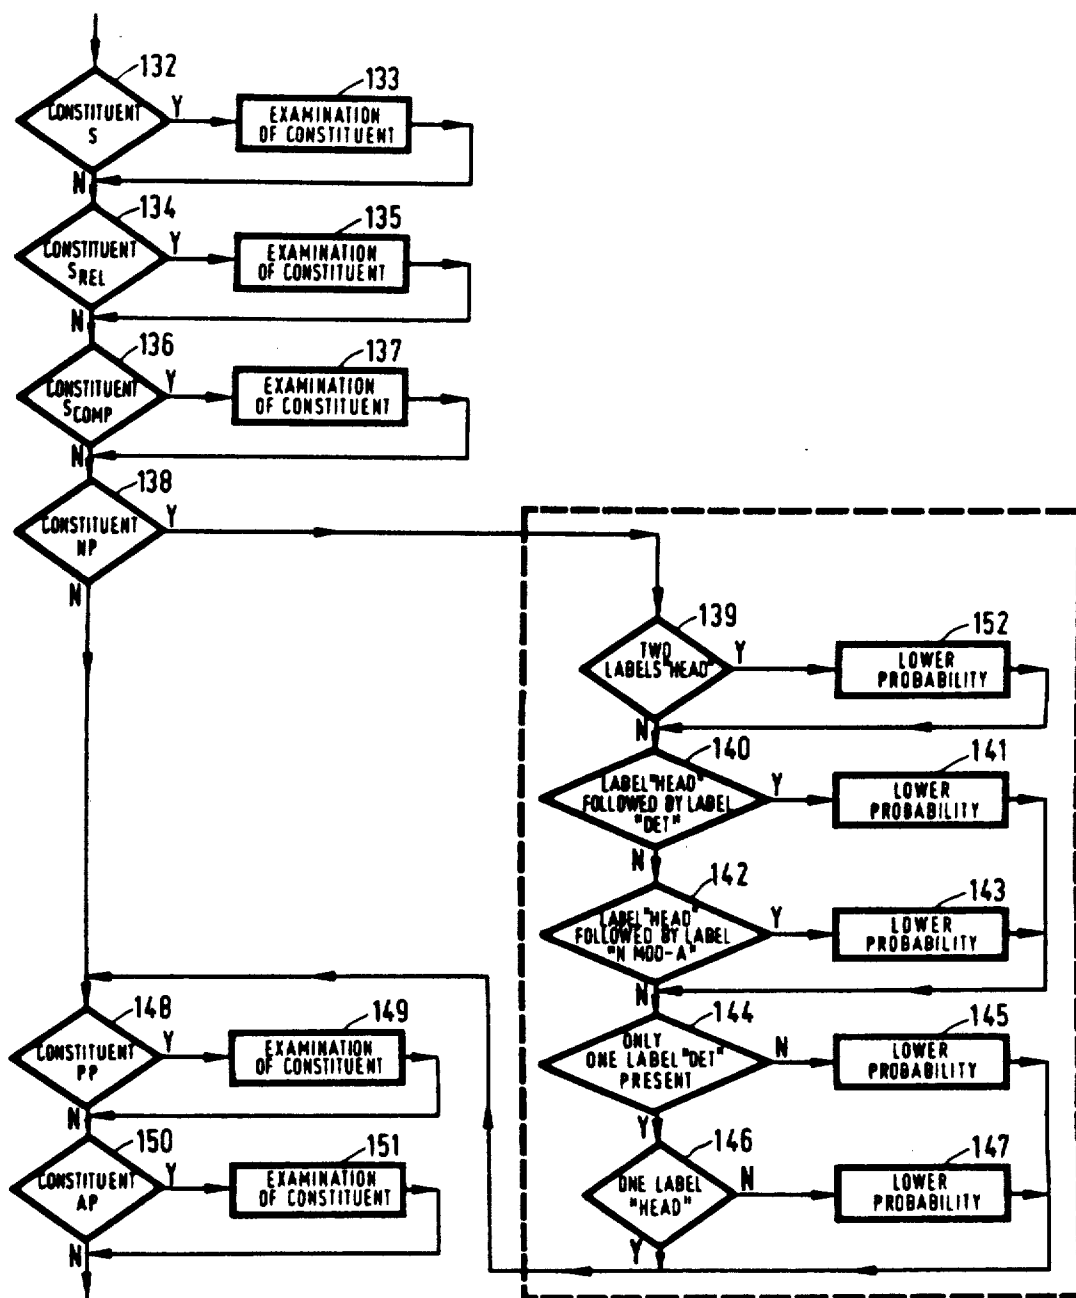 132
CONSTITUENT
S
Y
133
EXAMINATION
OF CONSTITUENT
N
134
CONSTITUENT
SREL
Y
135
EXAMINATION
OF CONSTITUENT
N
136
CONSTITUENT
SCOMP
Y
137
EXAMINATION
OF CONSTITUENT
N
138
CONSTITUENT
NP
Y
N
139
TWO
LABELS "HEAD"
Y
152
LOWER
PROBABILITY
N
140
LABEL "HEAD"
FOLLOWED BY LABEL
"DET"
Y
141
LOWER
PROBABILITY
N
142
LABEL "HEAD"
FOLLOWED BY LABEL
"N MOD-A"
Y
143
LOWER
PROBABILITY
N
144
ONLY
ONE LABEL "DET"
PRESENT
N
145
LOWER
PROBABILITY
Y
146
ONE LABEL
"HEAD"
N
147
LOWER
PROBABILITY
Y
148
CONSTITUENT
PP
Y
149
EXAMINATION
OF CONSTITUENT
N
150
CONSTITUENT
AP
Y
151
EXAMINATION
OF CONSTITUENT
N